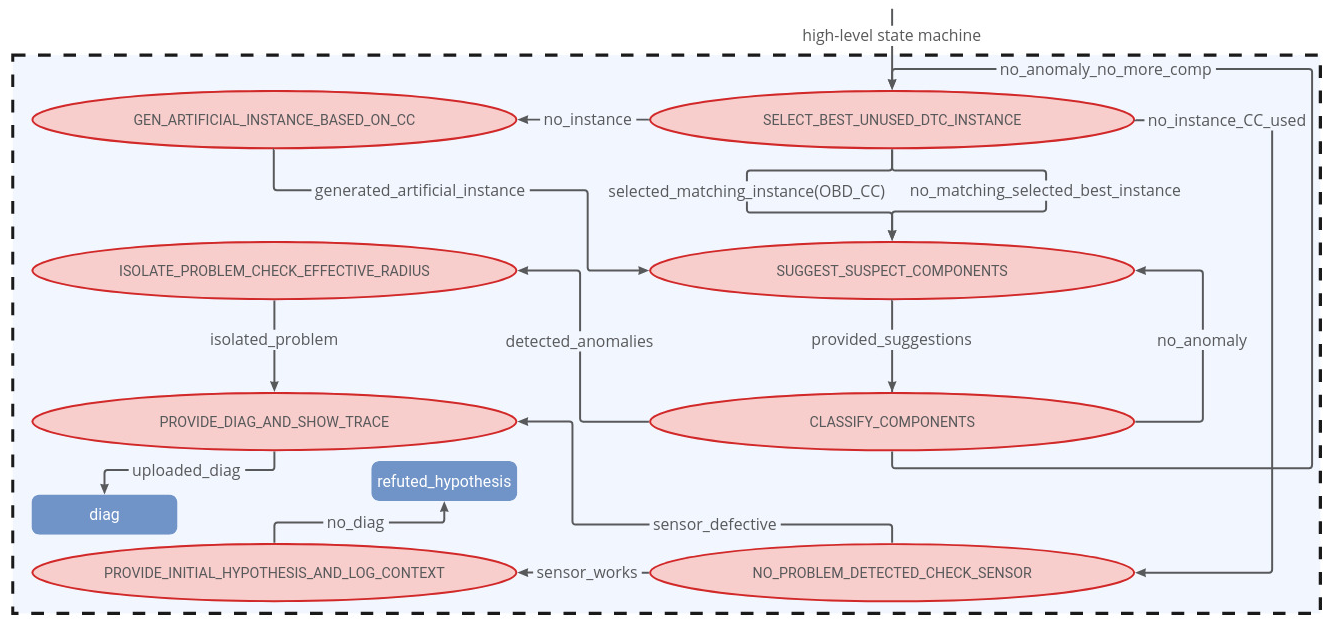 high-level state machine
no_anomaly_no_more_comp
GEN_ARTIFICIAL_INSTANCE_BASED_ON_CC
no_instance
SELECT_BEST_UNUSED_DTC_INSTANCE
no_instance_CC_used
generated_artificial_instance
selected_matching_instance(OBD_CC)
no_matching_selected_best_instance
ISOLATE_PROBLEM_CHECK_EFFECTIVE_RADIUS
SUGGEST_SUSPECT_COMPONENTS
isolated_problem
detected_anomalies
provided_suggestions
no_anomaly
PROVIDE_DIAG_AND_SHOW_TRACE
CLASSIFY_COMPONENTS
uploaded_diag
refuted_hypothesis
diag
no_diag
sensor_defective
PROVIDE_INITIAL_HYPOTHESIS_AND_LOG_CONTEXT
sensor_works
NO_PROBLEM_DETECTED_CHECK_SENSOR